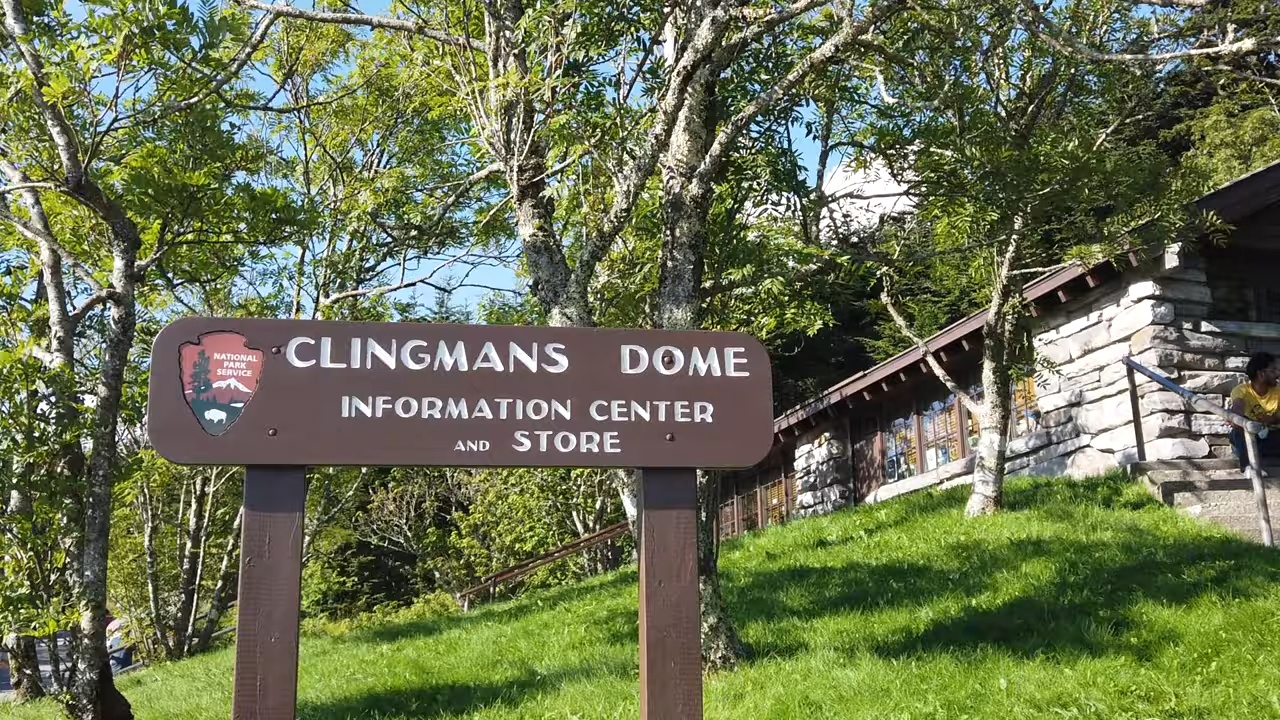 NATIONAL
PARK
SERVICE
CLINGMANS DOME
INFORMATION CENTER
AND STORE